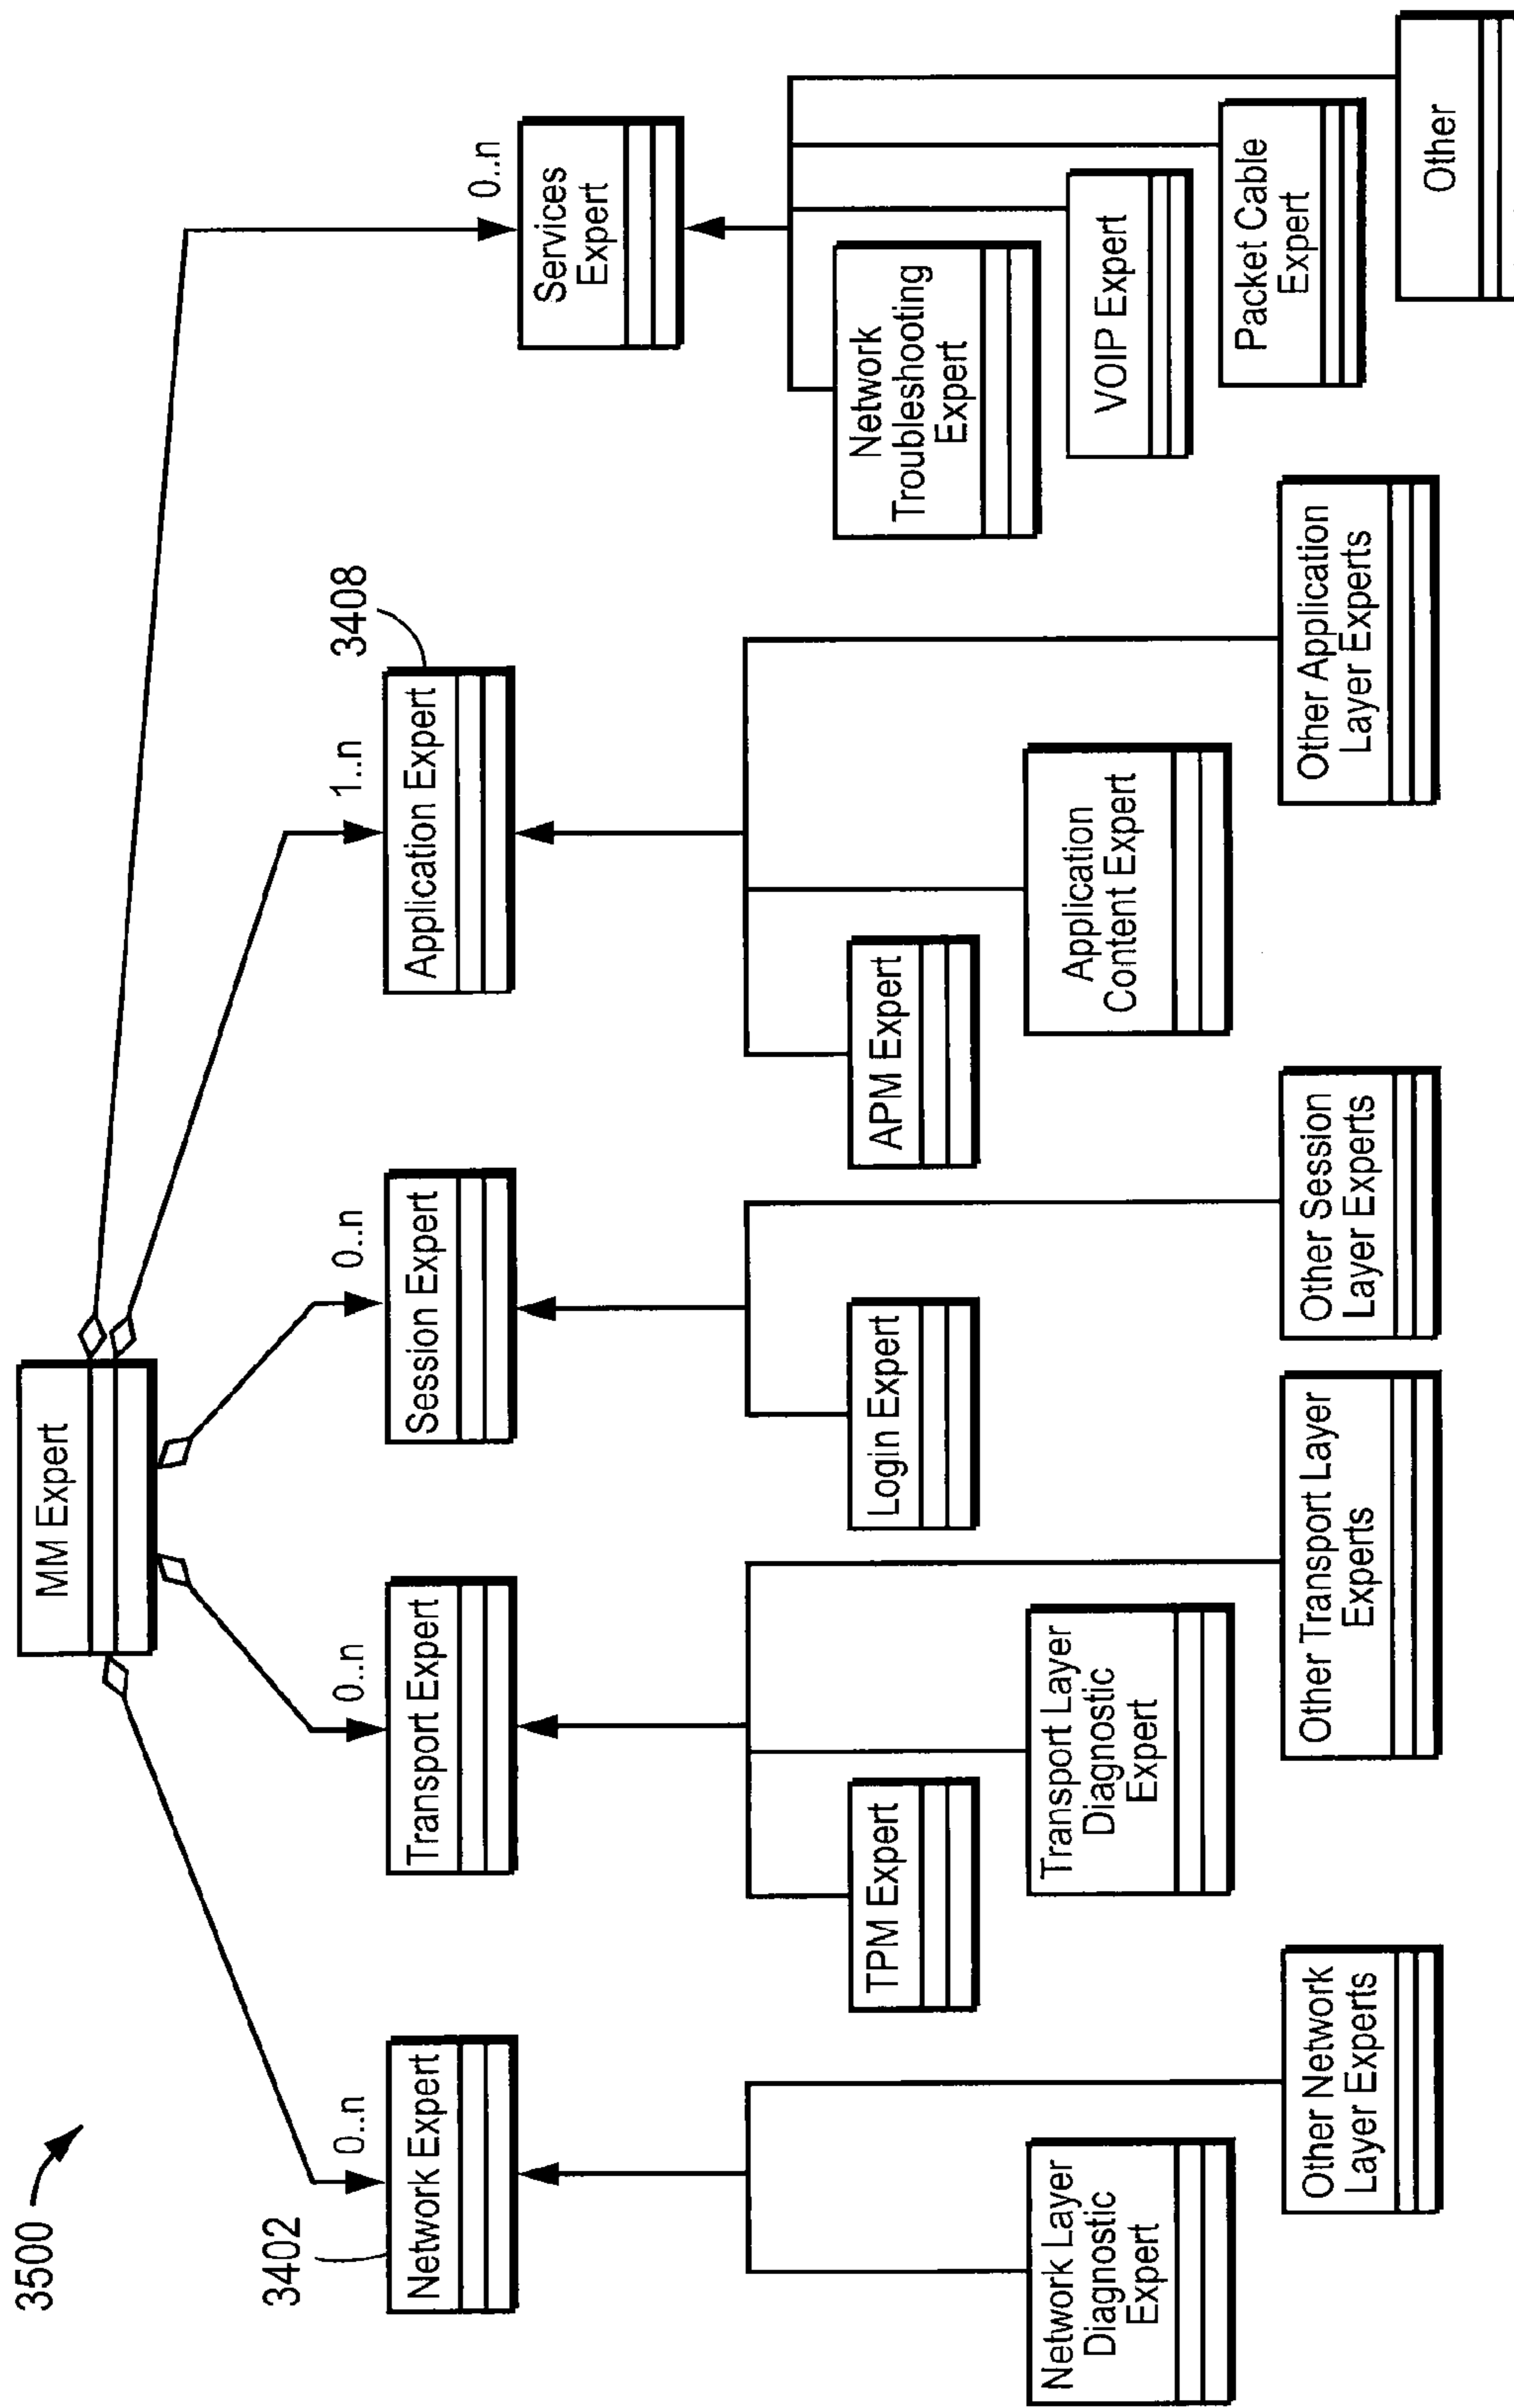 3500
MM Expert
3402
0..n
Network Expert
0..n
Transport Expert
0..n
Session Expert
1..n
3408
Application Expert
0..n
Services
Expert
Network Layer
Diagnostic
Expert
Other Network
Layer Experts
TPM Expert
Transport Layer
Diagnostic
Expert
Other Transport Layer
Experts
Login Expert
Other Session
Layer Experts
APM Expert
Application
Content Expert
Other Application
Layer Experts
Network
Troubleshooting
Expert
VOIP Expert
Packet Cable
Expert
Other